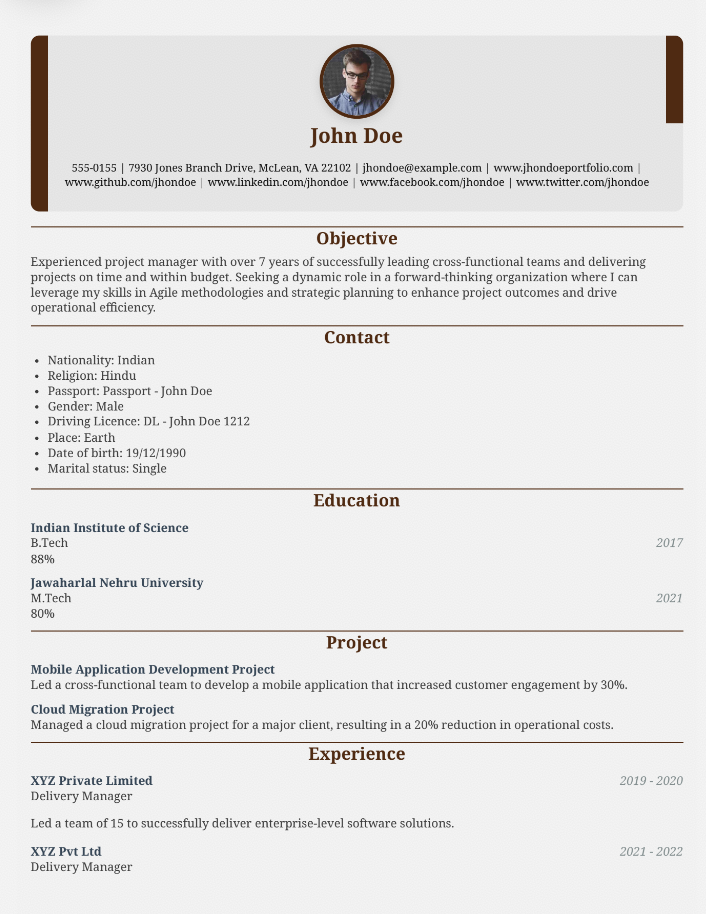 John Doe
555-0155 | 7930 Jones Branch Drive, McLean, VA 22102 | jhondoe@example.com | www.jhondoeportfolio.com |
www.github.com/jhondoe | www.linkedin.com/jhondoe | www.facebook.com/jhondoe | www.twitter.com/jhondoe
Objective
Experienced project manager with over 7 years of successfully leading cross-functional teams and delivering
projects on time and within budget. Seeking a dynamic role in a forward-thinking organization where I can
leverage my skills in Agile methodologies and strategic planning to enhance project outcomes and drive
operational efficiency.
Contact
• Nationality: Indian
• Religion: Hindu
• Passport: Passport - John Doe
• Gender: Male
• Driving Licence: DL - John Doe 1212
• Place: Earth
• Date of birth: 19/12/1990
• Marital status: Single
Education
Indian Institute of Science
B.Tech 2017
88%
Jawaharlal Nehru University
M.Tech 2021
80%
Project
Mobile Application Development Project
Led a cross-functional team to develop a mobile application that increased customer engagement by 30%.
Cloud Migration Project
Managed a cloud migration project for a major client, resulting in a 20% reduction in operational costs.
Experience
XYZ Private Limited 2019 - 2020
Delivery Manager
Led a team of 15 to successfully deliver enterprise-level software solutions.
XYZ Pvt Ltd 2021 - 2022
Delivery Manager